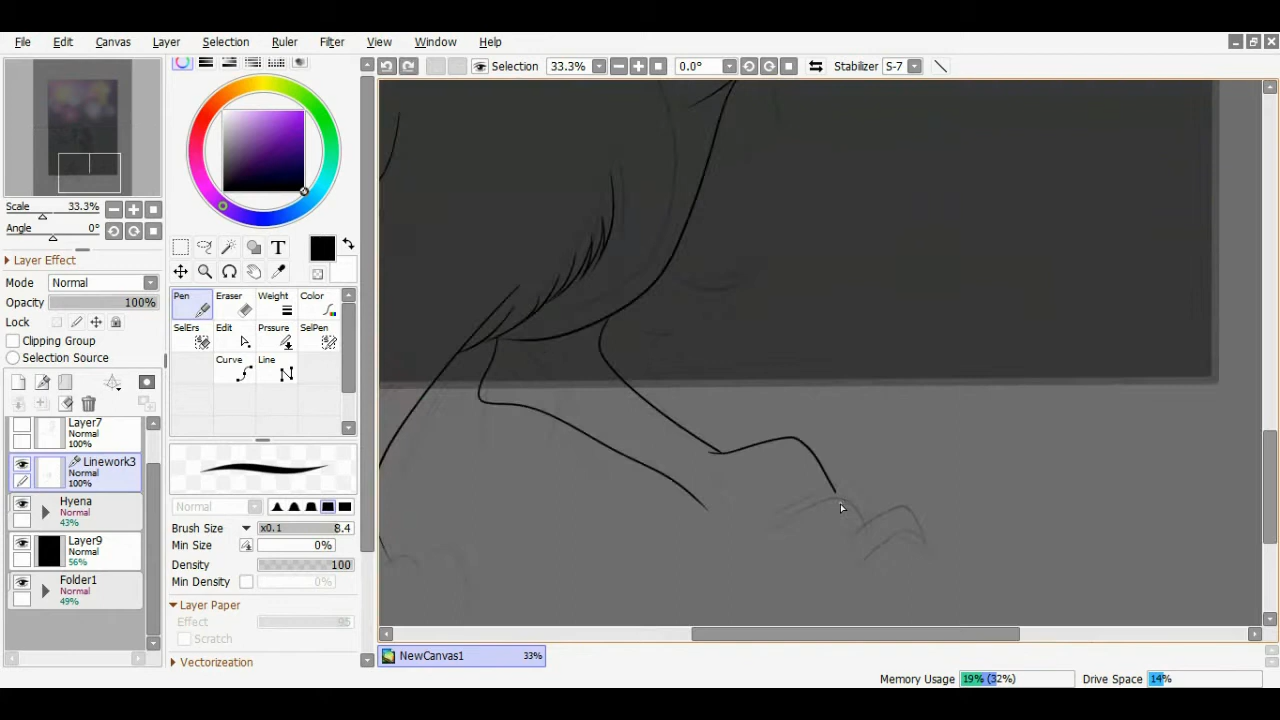 File Edit Canvas Layer Selection Ruler Filter View Window Help
Selection 33.3% 0.0° Stabilizer S-7
Scale 33.3%
Angle 0°
Layer Effect
Mode Normal
Opacity 100%
Lock
Clipping Group
Selection Source
Layer7
Normal
100%
Linework3
Normal
100%
Hyena
Normal
43%
Layer9
Normal
56%
Folder1
Normal
49%
T
Pen Eraser Weight Color
SelErs Edit Prssure SelPen
Curve Line
Normal
Brush Size x0.1 8.4
Min Size 0%
Density 100
Min Density 0%
Layer Paper
Effect 95
Scratch
Vectorization
NewCanvas1 33%
Memory Usage 19% (32%) Drive Space 14%